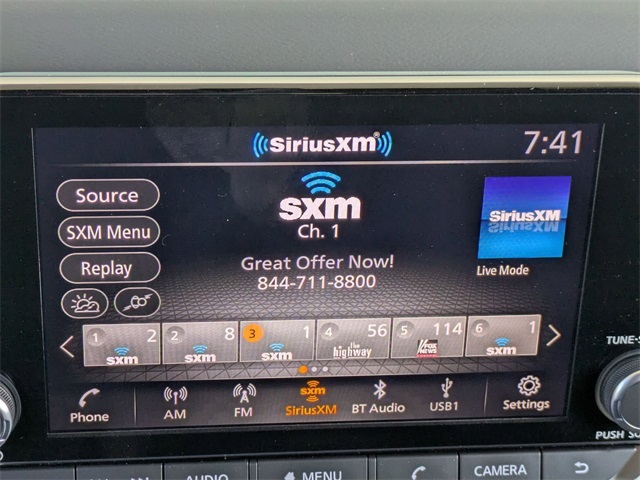 SiriusXM®
7:41
Source
SXM Menu
Replay
sxm
Ch. 1
Great Offer Now!
844-711-8800
SiriusXM
Live Mode
1 2 sxm
2 8 sxm
3 1 sxm
4 56 the highway
5 114 FOX NEWS
6 1 sxm
Phone
AM
FM
sxm SiriusXM
BT Audio
USB1
Settings
TUNE-S
PUSH SO
AUDIO
MENU
CAMERA